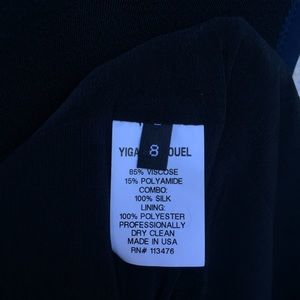 8
YIGA OUEL
85% VISCOSE
15% POLYAMIDE
COMBO:
100% SILK
LINING:
100% POLYESTER
PROFESSIONALLY
DRY CLEAN
MADE IN USA
RN# 113476